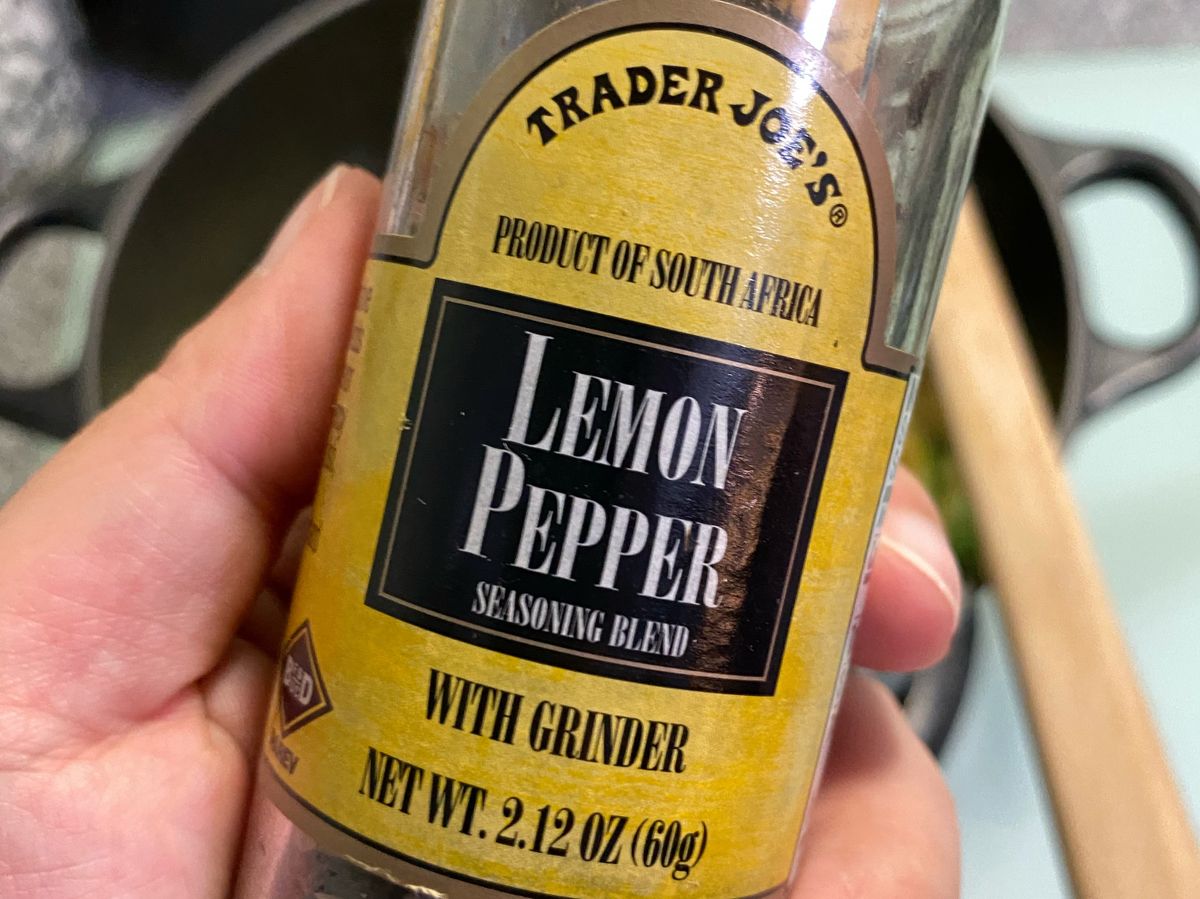 TRADER JOE'S®
PRODUCT OF SOUTH AFRICA
LEMON
PEPPER
SEASONING BLEND
WITH GRINDER
NET WT. 2.12 OZ (60g)